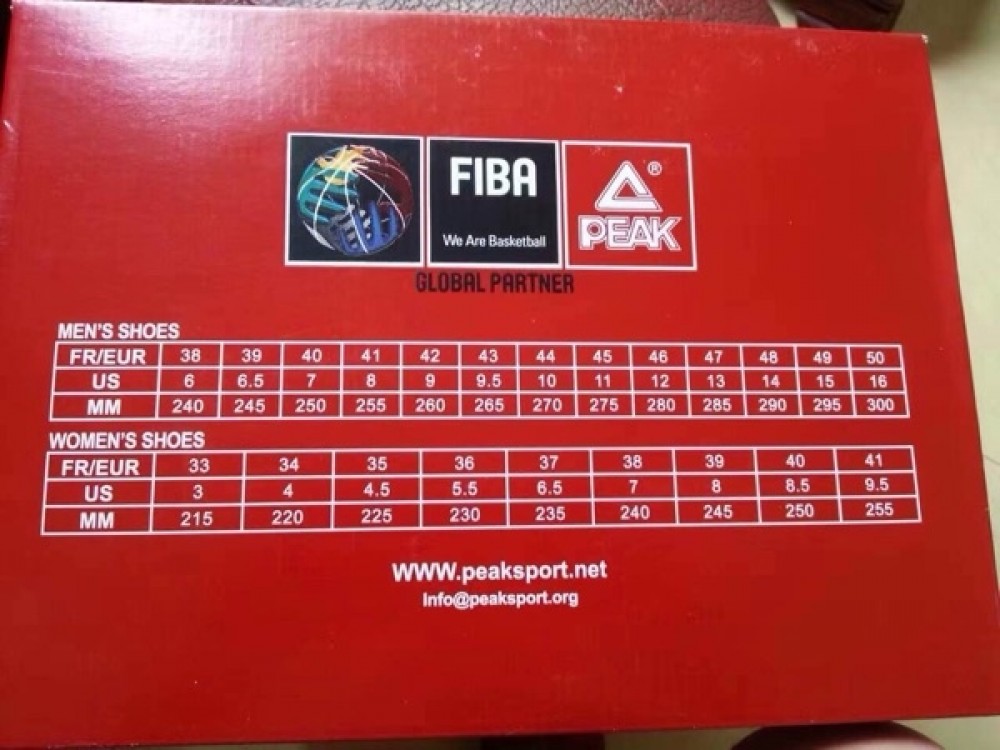 FIBA
We Are Basketball
®
PEAK
GLOBAL PARTNER
MEN'S SHOES
FR/EUR 38 39 40 41 42 43 44 45 46 47 48 49 50
US 6 6.5 7 8 9 9.5 10 11 12 13 14 15 16
MM 240 245 250 255 260 265 270 275 280 285 290 295 300
WOMEN'S SHOES
FR/EUR 33 34 35 36 37 38 39 40 41
US 3 4 4.5 5.5 6.5 7 8 8.5 9.5
MM 215 220 225 230 235 240 245 250 255
WWW.peaksport.net
Info@peaksport.org